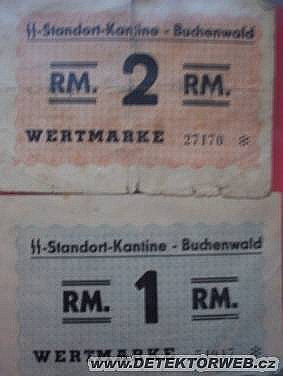 SS-Standort-Kantine - Buchenwald
RM. 2 RM.
WERTMARKE 27170 *
SS-Standort-Kantine - Buchenwald
RM. 1 RM.
WERTMARKE
WWW.DETEKTORWEB.CZ